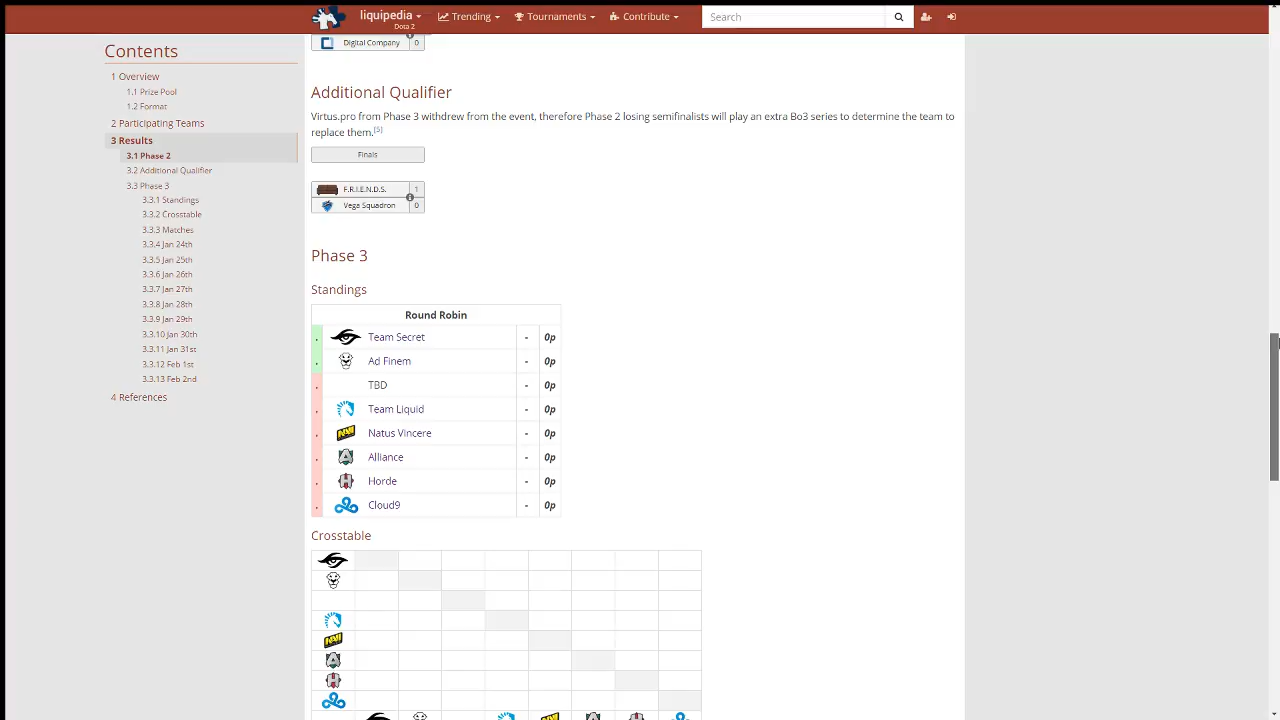 liquipedia
Dota 2
Trending
Tournaments
Contribute
Search
Contents
1 Overview
1.1 Prize Pool
1.2 Format
2 Participating Teams
3 Results
3.1 Phase 2
3.2 Additional Qualifier
3.3 Phase 3
3.3.1 Standings
3.3.2 Crosstable
3.3.3 Matches
3.3.4 Jan 24th
3.3.5 Jan 25th
3.3.6 Jan 26th
3.3.7 Jan 27th
3.3.8 Jan 28th
3.3.9 Jan 29th
3.3.10 Jan 30th
3.3.11 Jan 31st
3.3.12 Feb 1st
3.3.13 Feb 2nd
4 References
Digital Company 0
Additional Qualifier
Virtus.pro from Phase 3 withdrew from the event, therefore Phase 2 losing semifinalists will play an extra Bo3 series to determine the team to
replace them.[5]
Finals
F.R.I.E.N.D.S. 1
Vega Squadron 0
Phase 3
Standings
Round Robin
. Team Secret - 0p
. Ad Finem - 0p
. TBD - 0p
. Team Liquid - 0p
. Natus Vincere - 0p
. Alliance - 0p
. Horde - 0p
. Cloud9 - 0p
Crosstable